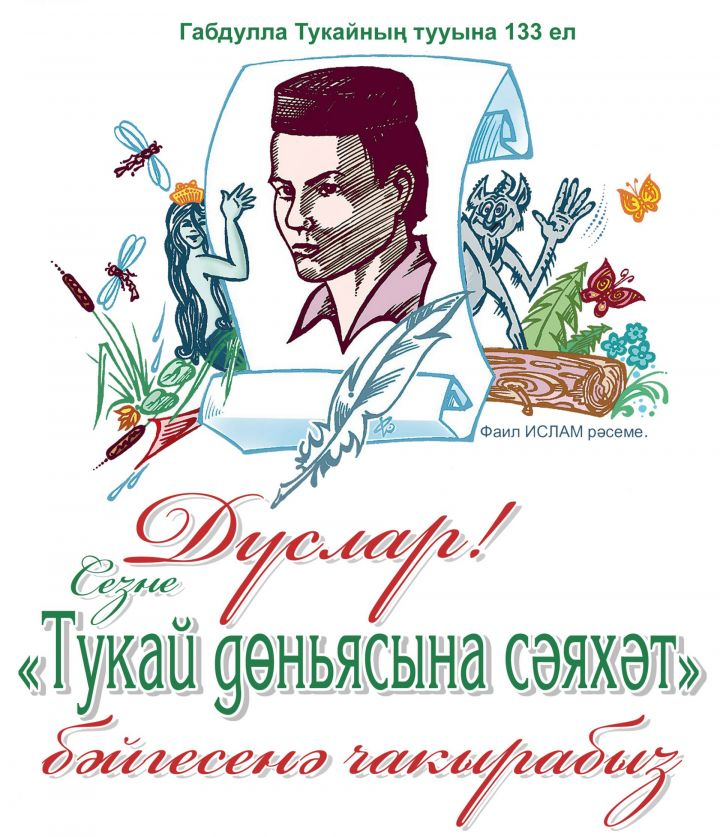 Габдулла Тукайның тууына 133 ел
Фаил ИСЛАМ рәсеме.
Дуслар!
Сезне
«Тукай дөньясына сәяхәт»
бәйгесенә чакырабыз